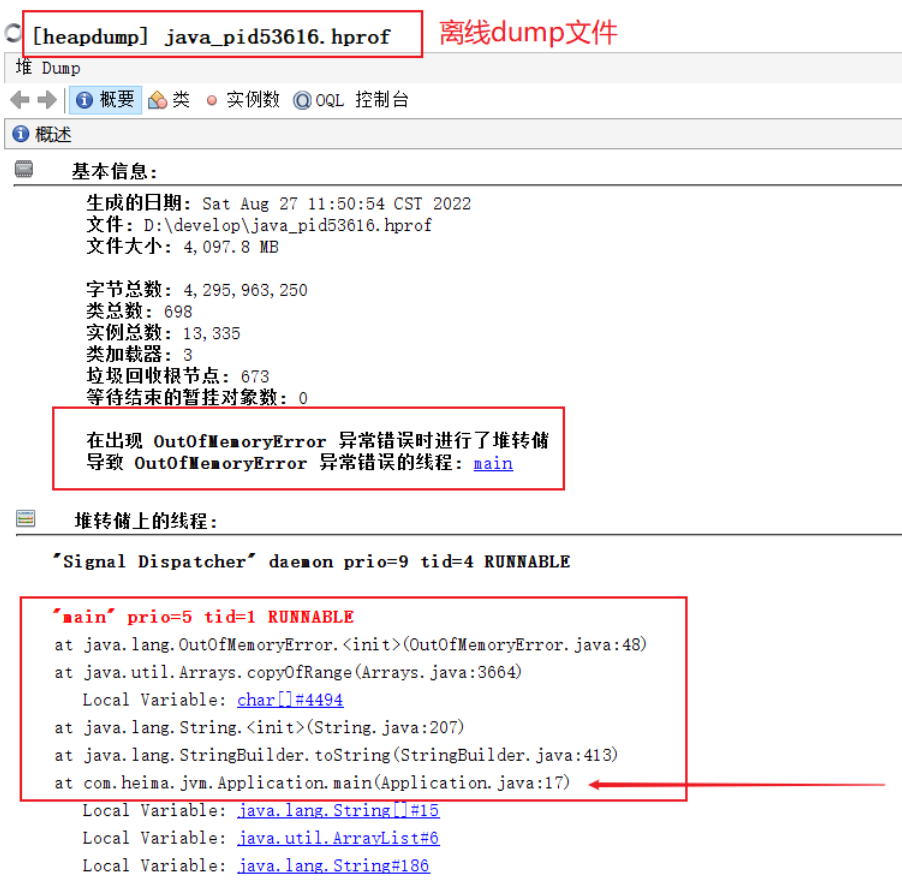 [heapdump] java_pid53616.hprof 离线dump文件
堆 Dump
概要 类 实例数 OQL 控制台
概述
基本信息:
生成的日期: Sat Aug 27 11:50:54 CST 2022
文件: D:\develop\java_pid53616.hprof
文件大小: 4,097.8 MB
字节总数: 4,295,963,250
类总数: 698
实例总数: 13,335
类加载器: 3
垃圾回收根节点: 673
等待结束的暂挂对象数: 0
在出现 OutOfMemoryError 异常错误时进行了堆转储
导致 OutOfMemoryError 异常错误的线程: main
堆转储上的线程:
"Signal Dispatcher" daemon prio=9 tid=4 RUNNABLE
"main" prio=5 tid=1 RUNNABLE
at java.lang.OutOfMemoryError.<init>(OutOfMemoryError.java:48)
at java.util.Arrays.copyOfRange(Arrays.java:3664)
Local Variable: char[]#4494
at java.lang.String.<init>(String.java:207)
at java.lang.StringBuilder.toString(StringBuilder.java:413)
at com.heima.jvm.Application.main(Application.java:17)
Local Variable: java.lang.String[]#15
Local Variable: java.util.ArrayList#6
Local Variable: java.lang.String#186